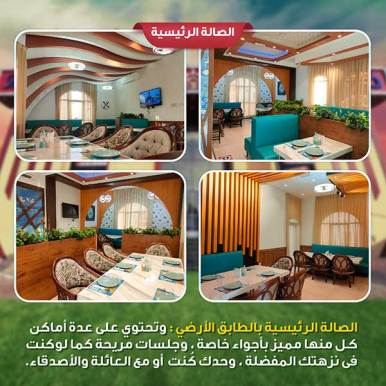 الصالة الرئيسية
الصالة الرئيسية بالطابق الأرضي : وتحتوي على عدة أماكن
كل منها مميز بأجواء خاصة ، وجلسات مريحة كما لوكنت
فى نزهتك المفضلة ، وحدك كُنت أو مع العائلة والأصدقاء.